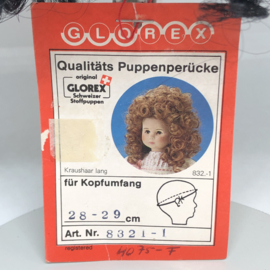 GLOREX
Qualitäts Puppenperücke
original
GLOREX
Schweizer
Stoffpuppen
Kraushaar lang
832.-1
für Kopfumfang
28-29 cm
Art. Nr. 8321-1
registered